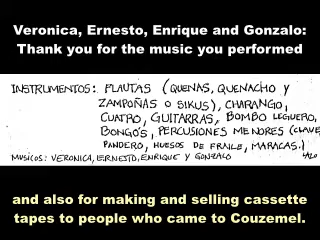 Veronica, Ernesto, Enrique and Gonzalo:
Thank you for the music you performed
INSTRUMENTOS: FLAUTAS (QUENAS, QUENACHO Y
ZAMPOÑAS O SIKUS), CHARANGO,
CUATRO, GUITARRAS, BOMBO LEGUERO,
BONGO'S, PERCUSIONES MENORES (CLAVE,
PANDERO, HUESOS DE FRAILE, MARACAS.)
MUSICOS: VERONICA, ERNESTO, ENRIQUE Y GONZALO
and also for making and selling cassette
tapes to people who came to Couzemel.